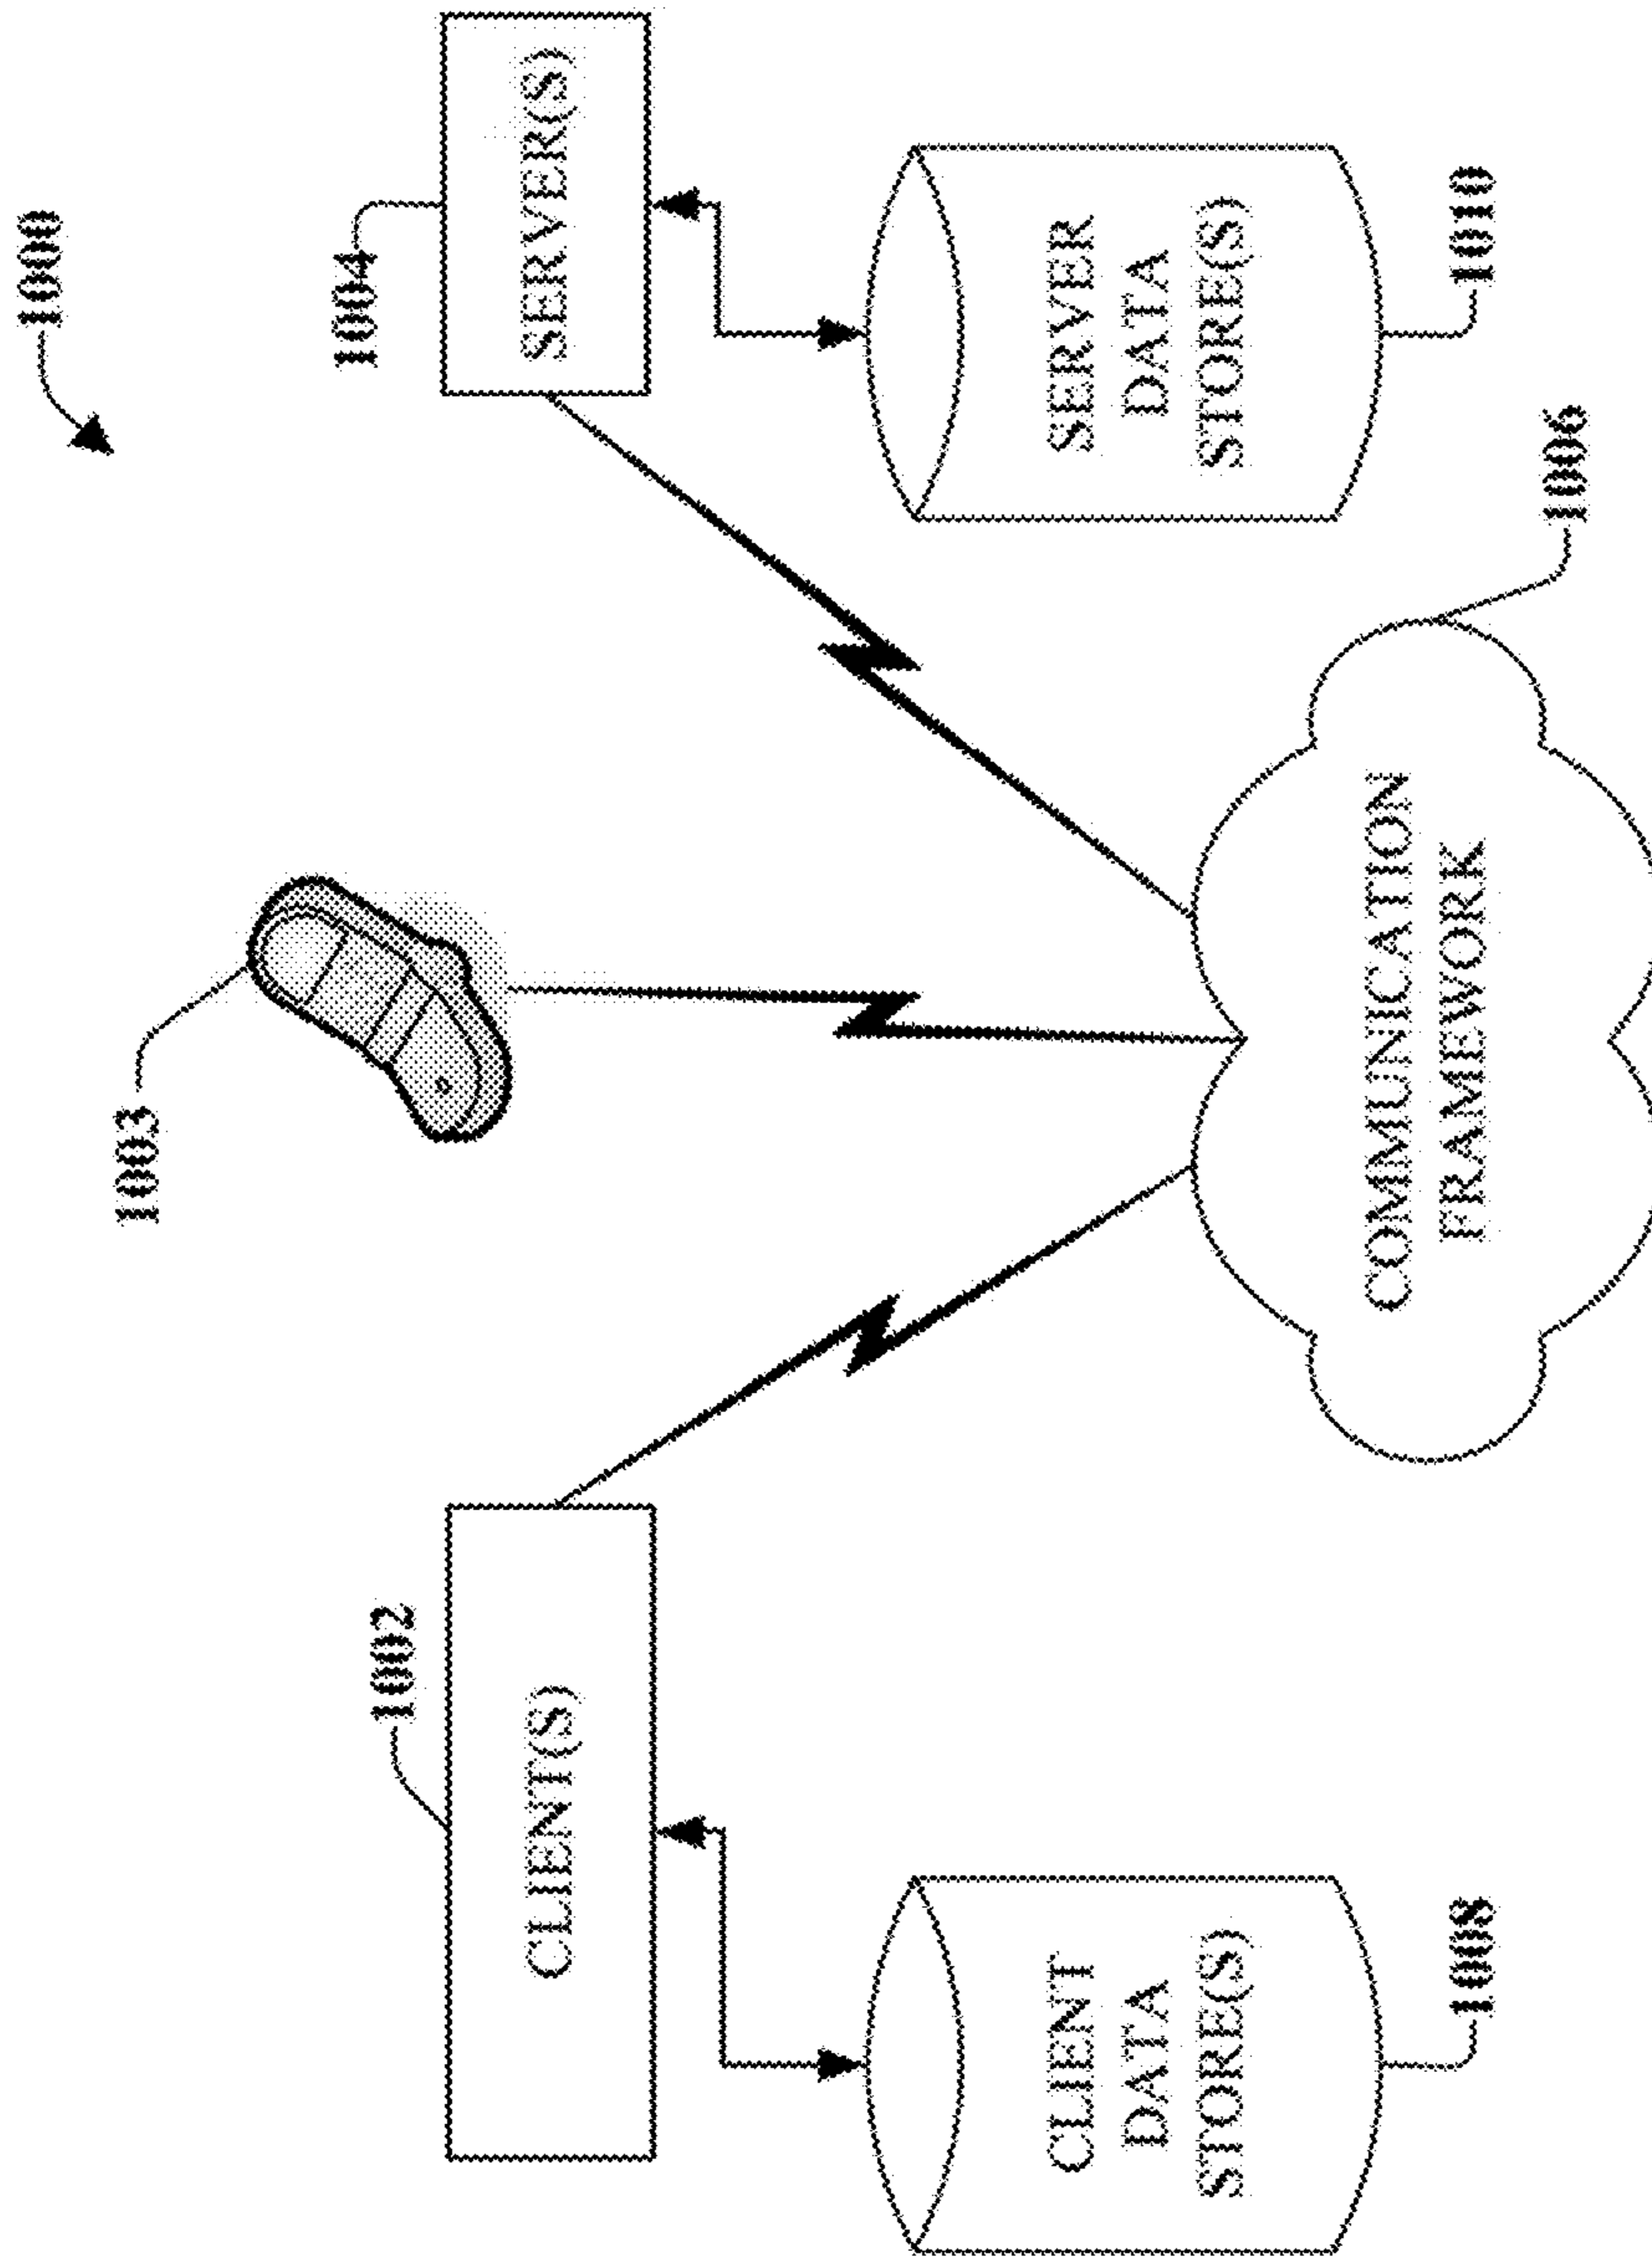 1000
1002
1003
1004
CLIENT(S)
SERVER(S)
CLIENT
DATA
STORE(S)
SERVER
DATA
STORE(S)
COMMUNICATION
FRAMEWORK
1008
1006
1010